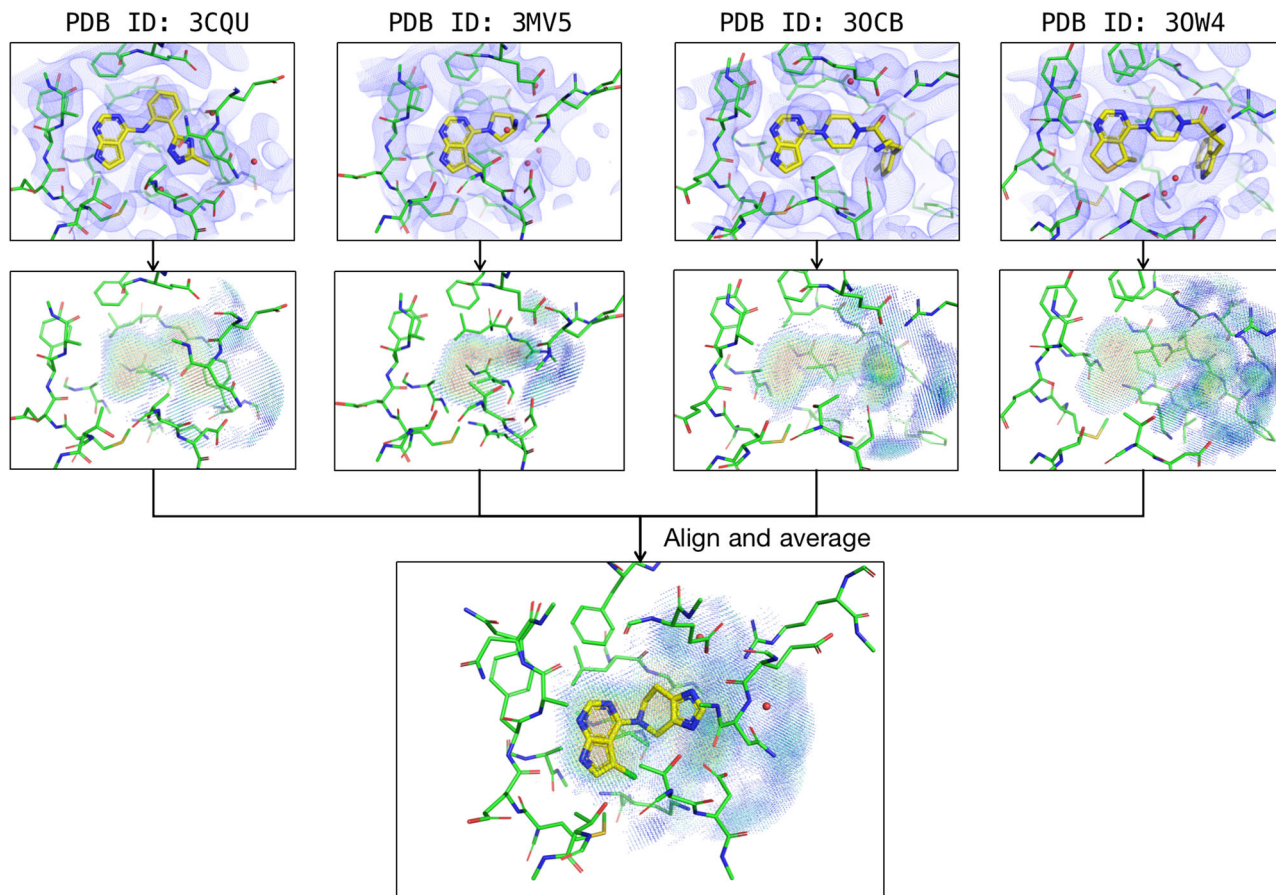 PDB ID: 3CQU
PDB ID: 3MV5
PDB ID: 3OCB
PDB ID: 3OW4
Align and average